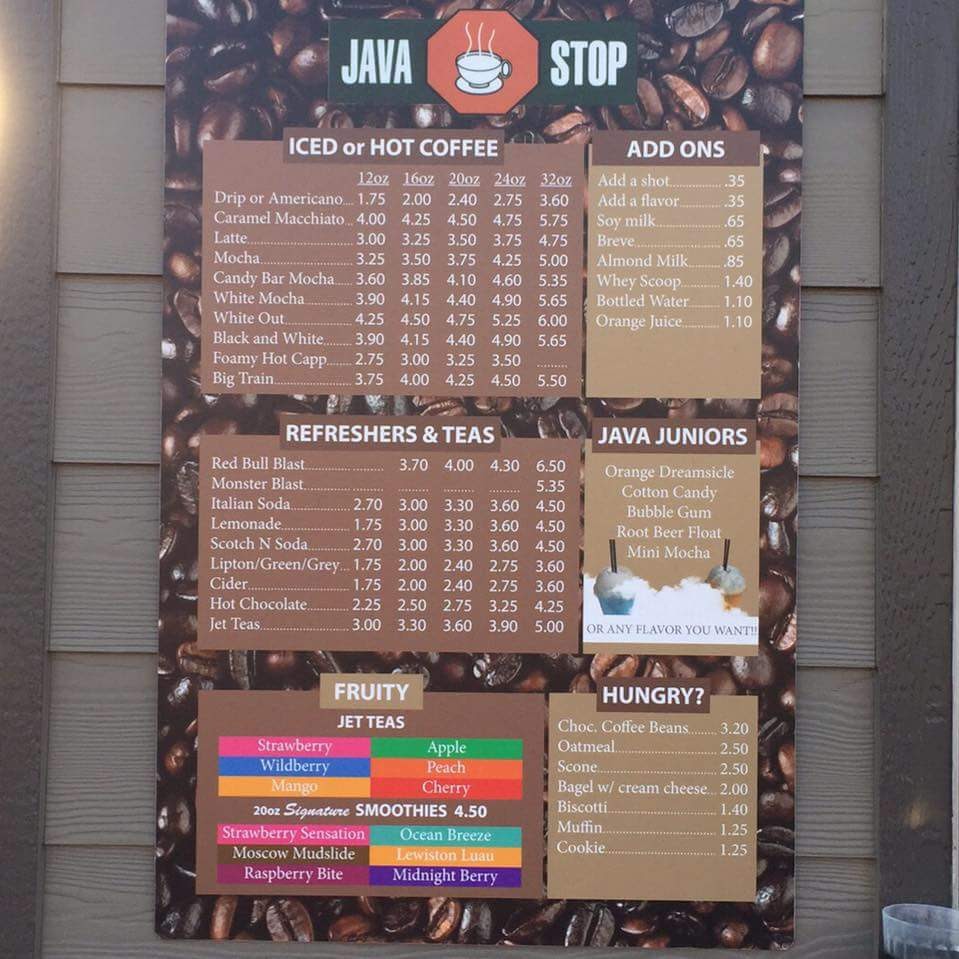 JAVA STOP
ICED or HOT COFFEE
12oz 16oz 20oz 24oz 32oz
Drip or Americano... 1.75 2.00 2.40 2.75 3.60
Caramel Macchiato... 4.00 4.25 4.50 4.75 5.75
Latte... 3.00 3.25 3.50 3.75 4.75
Mocha... 3.25 3.50 3.75 4.25 5.00
Candy Bar Mocha... 3.60 3.85 4.10 4.60 5.35
White Mocha... 3.90 4.15 4.40 4.90 5.65
White Out... 4.25 4.50 4.75 5.25 6.00
Black and White... 3.90 4.15 4.40 4.90 5.65
Foamy Hot Capp... 2.75 3.00 3.25 3.50 ........
Big Train... 3.75 4.00 4.25 4.50 5.50
ADD ONS
Add a shot... .35
Add a flavor... .35
Soy milk... .65
Breve... .65
Almond Milk... .85
Whey Scoop... 1.40
Bottled Water... 1.10
Orange Juice... 1.10
REFRESHERS & TEAS
Red Bull Blast... ........ 3.70 4.00 4.30 6.50
Monster Blast... ........ ........ ........ ........ 5.35
Italian Soda... 2.70 3.00 3.30 3.60 4.50
Lemonade... 1.75 3.00 3.30 3.60 4.50
Scotch N Soda... 2.70 3.00 3.30 3.60 4.50
Lipton/Green/Grey... 1.75 2.00 2.40 2.75 3.60
Cider... 1.75 2.00 2.40 2.75 3.60
Hot Chocolate... 2.25 2.50 2.75 3.25 4.25
Jet Teas... 3.00 3.30 3.60 3.90 5.00
JAVA JUNIORS
Orange Dreamsicle
Cotton Candy
Bubble Gum
Root Beer Float
Mini Mocha
OR ANY FLAVOR YOU WANT!!
FRUITY
JET TEAS
Strawberry Apple
Wildberry Peach
Mango Cherry
20oz Signature SMOOTHIES 4.50
Strawberry Sensation Ocean Breeze
Moscow Mudslide Lewiston Luau
Raspberry Bite Midnight Berry
HUNGRY?
Choc. Coffee Beans... 3.20
Oatmeal... 2.50
Scone... 2.50
Bagel w/ cream cheese... 2.00
Biscotti... 1.40
Muffin... 1.25
Cookie... 1.25